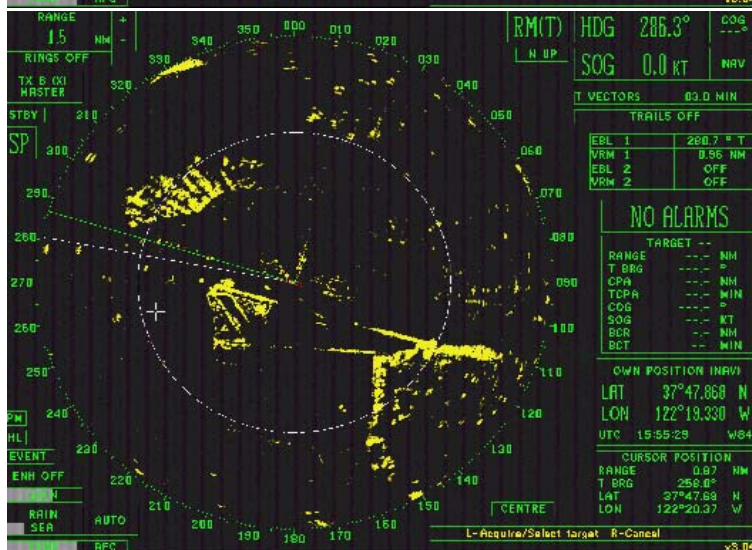 RANGE +
1.5 NM -
RINGS OFF
TX B (X)
MASTER
STBY
SP
PM
HL
EVENT
ENH OFF
RAIN
SEA
AUTO
AFC
000
010
020
030
040
050
060
070
080
090
100
110
120
130
140
150
160
170
180
190
200
210
220
230
240
250
260
270
280
290
300
310
320
330
340
350
CENTRE
RM(T)
N UP
HDG 286.3°
COG
---°
SOG 0.0 KT
NAV
T VECTORS 03.0 MIN
TRAILS OFF
EBL 1 280.7 ° T
VRM 1 0.95 NM
EBL 2 OFF
VRM 2 OFF
NO ALARMS
TARGET --
RANGE --.- NM
T BRG ---.- °
CPA --.- NM
TCPA --.- MIN
COG ---.- °
SOG --.- KT
BCR --.- NM
BCT --.- MIN
OWN POSITION (NAV)
LAT 37°47.868 N
LON 122°19.330 W
UTC 15:55:29 W84
CURSOR POSITION
RANGE 0.87 NM
T BRG 258.0°
LAT 37°47.69 N
LON 122°20.37 W
L-Acquire/Select target R-Cancel